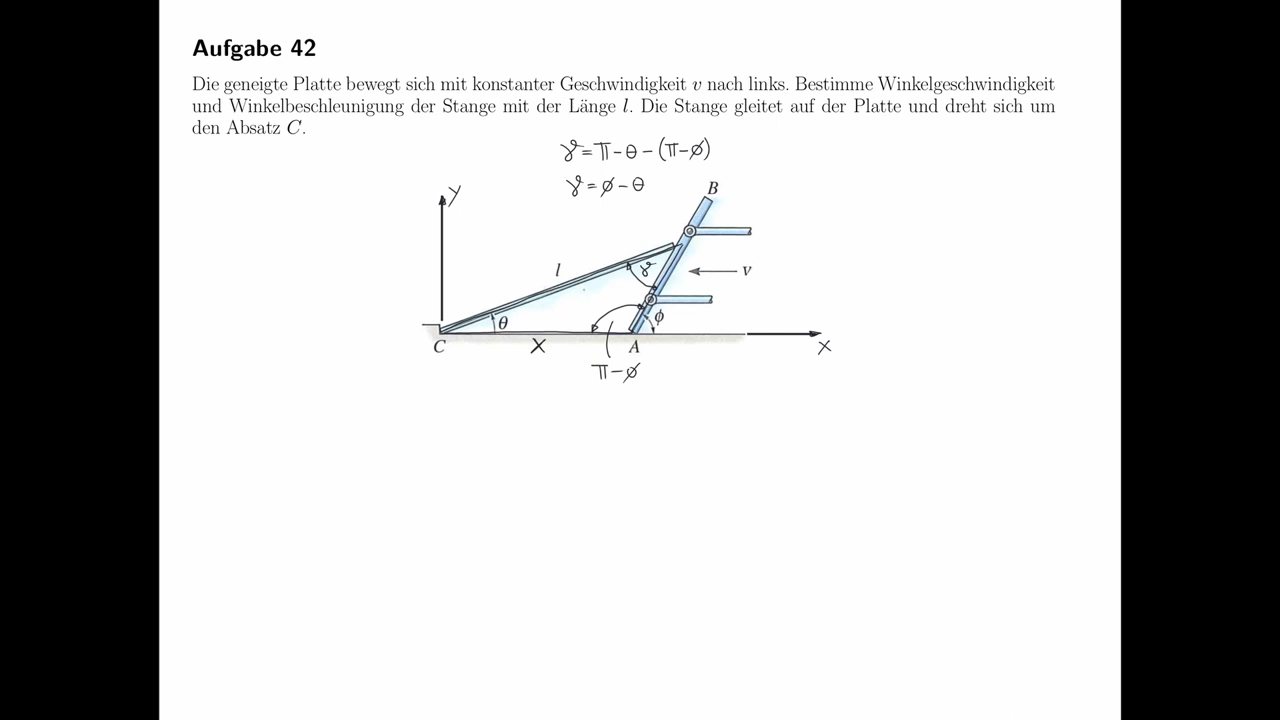 Aufgabe 42
Die geneigte Platte bewegt sich mit konstanter Geschwindigkeit v nach links. Bestimme Winkelgeschwindigkeit
und Winkelbeschleunigung der Stange mit der Länge l. Die Stange gleitet auf der Platte und dreht sich um
den Absatz C.
γ=π-θ-(π-ø)
γ=ø-θ
y
B
l
γ
v
θ
ϕ
C
x
A
x
π-ø